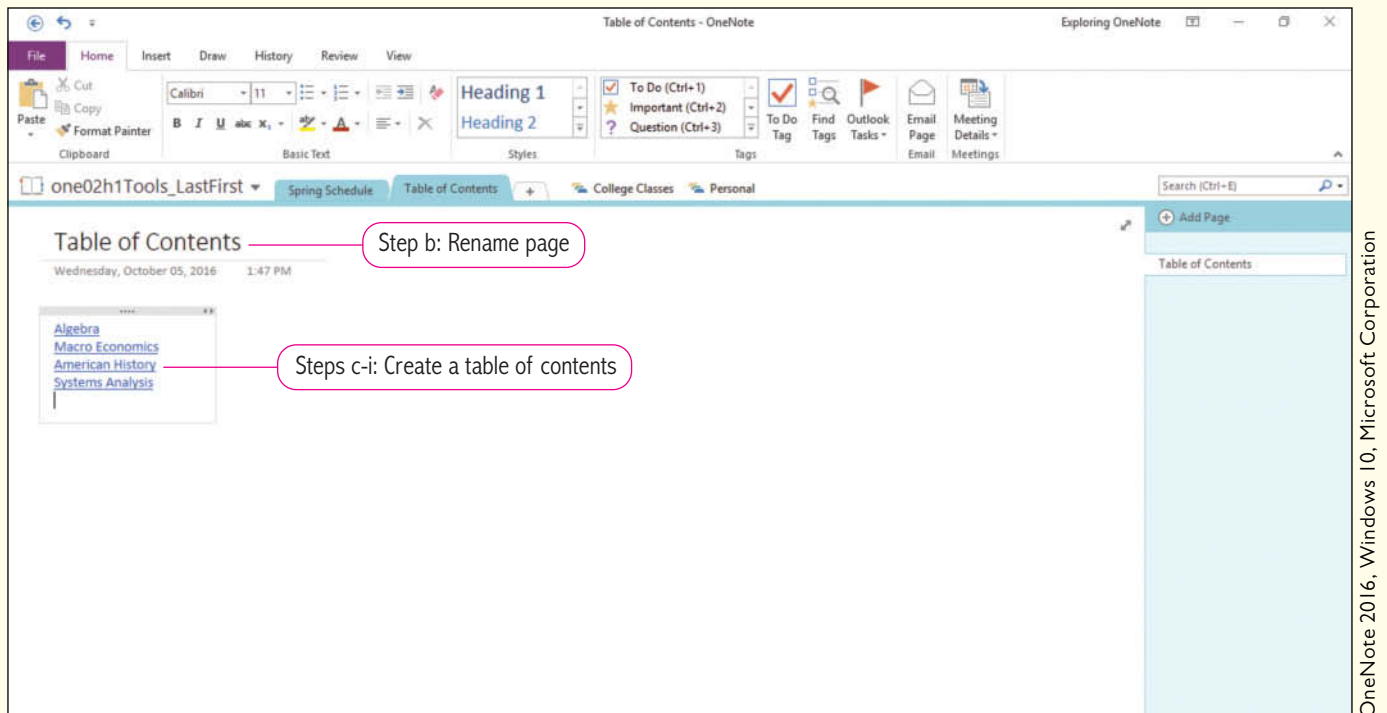 Table of Contents - OneNote
Exploring OneNote
File Home Insert Draw History Review View
Paste
Cut
Copy
Format Painter
Clipboard
Calibri 11
B I U abc x,
A
Basic Text
Heading 1
Heading 2
Styles
To Do (Ctrl+1)
Important (Ctrl+2)
Question (Ctrl+3)
To Do Tag
Find Tags
Outlook Tasks
Tags
Email Page
Email
Meeting Details
Meetings
one02h1Tools_LastFirst Spring Schedule Table of Contents + College Classes Personal
Search (Ctrl+E)
Add Page
Table of Contents
Table of Contents
Step b: Rename page
Wednesday, October 05, 2016 1:47 PM
Algebra
Macro Economics
American History
Systems Analysis
Steps c-i: Create a table of contents
OneNote 2016, Windows 10, Microsoft Corporation